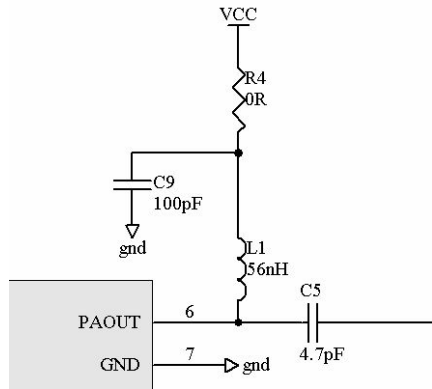 VCC
R4
0R
C9
100pF
gnd
L1
56nH
C5
PAOUT 6
4.7pF
GND 7 gnd